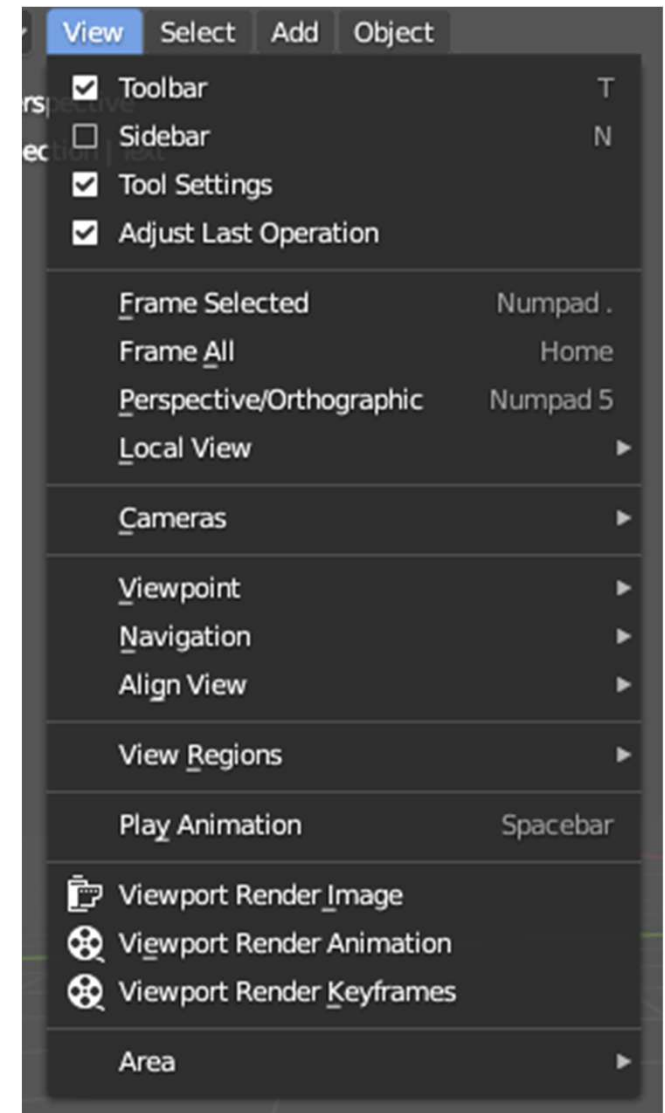 View Select Add Object
Toolbar T
Sidebar N
Tool Settings
Adjust Last Operation
Frame Selected Numpad .
Frame All Home
Perspective/Orthographic Numpad 5
Local View
Cameras
Viewpoint
Navigation
Align View
View Regions
Play Animation Spacebar
Viewport Render Image
Viewport Render Animation
Viewport Render Keyframes
Area